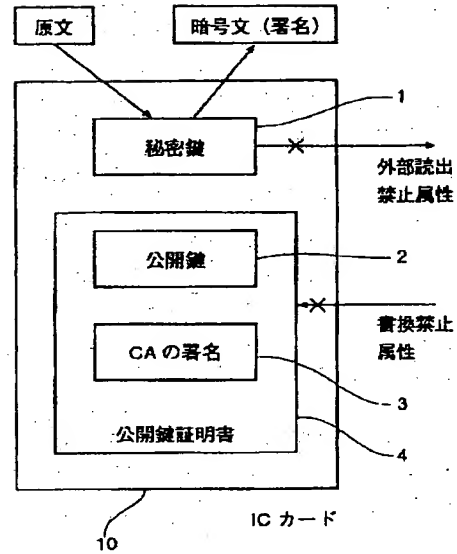 原文
暗号文（署名）
1
秘密鍵
外部読出
禁止属性
公開鍵
2
書換禁止
属性
CAの署名
3
公開鍵証明書
4
10
ICカード